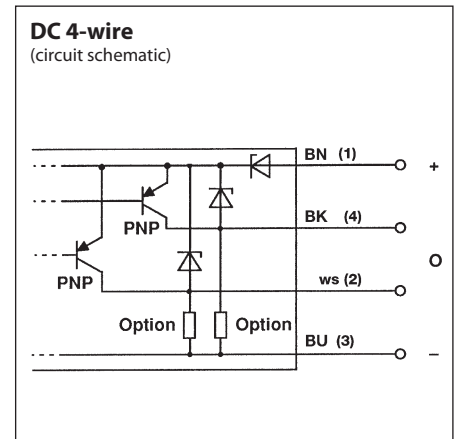 DC 4-wire
(circuit schematic)
BN (1)
+
BK (4)
PNP
O
ws (2)
PNP
Option
Option
BU (3)
–